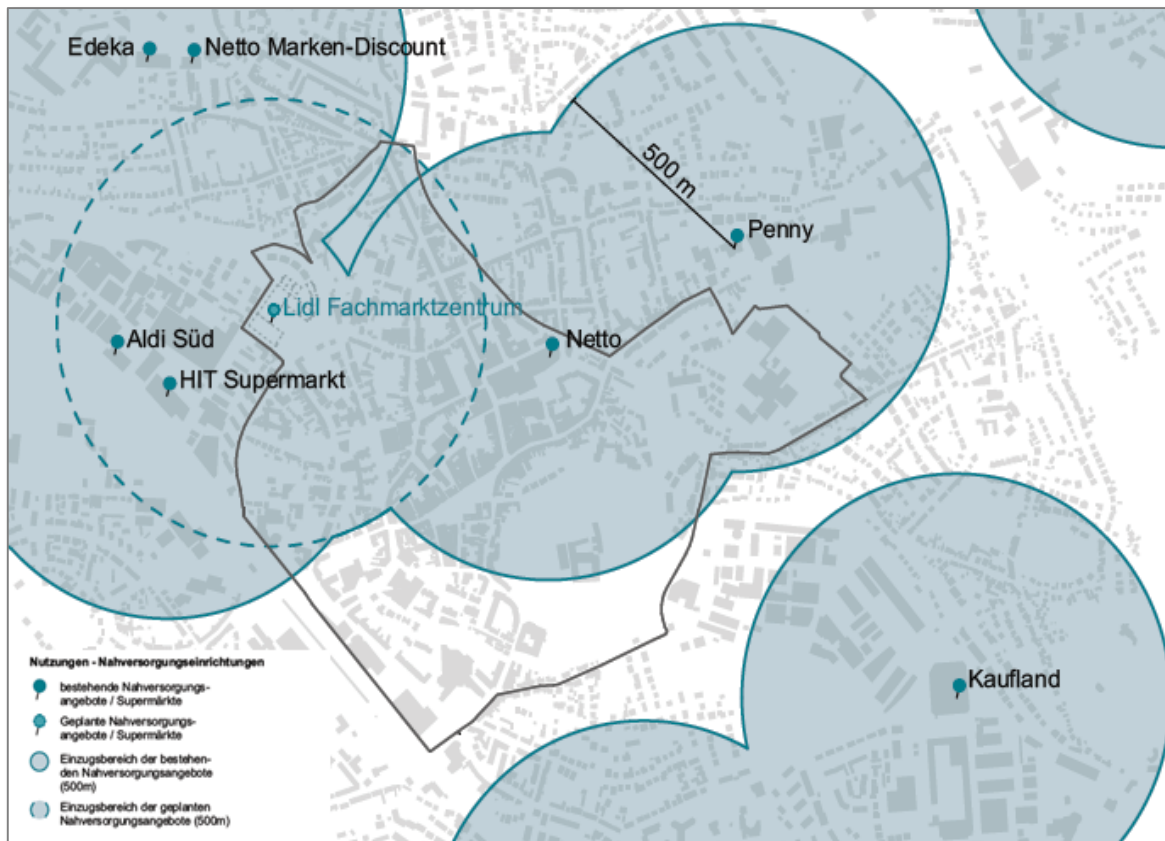 Edeka
Netto Marken-Discount
500 m
Penny
Lidl Fachmarktzentrum
Aldi Süd
Netto
HIT Supermarkt
Kaufland
Nutzungen - Nahversorgungseinrichtungen
bestehende Nahversorgungs-
angebote / Supermärkte
Geplante Nahversorgungs-
angebote / Supermärkte
Einzugsbereich der bestehen-
den Nahversorgungsangebote
(500m)
Einzugsbereich der geplanten
Nahversorgungsangebote (500m)